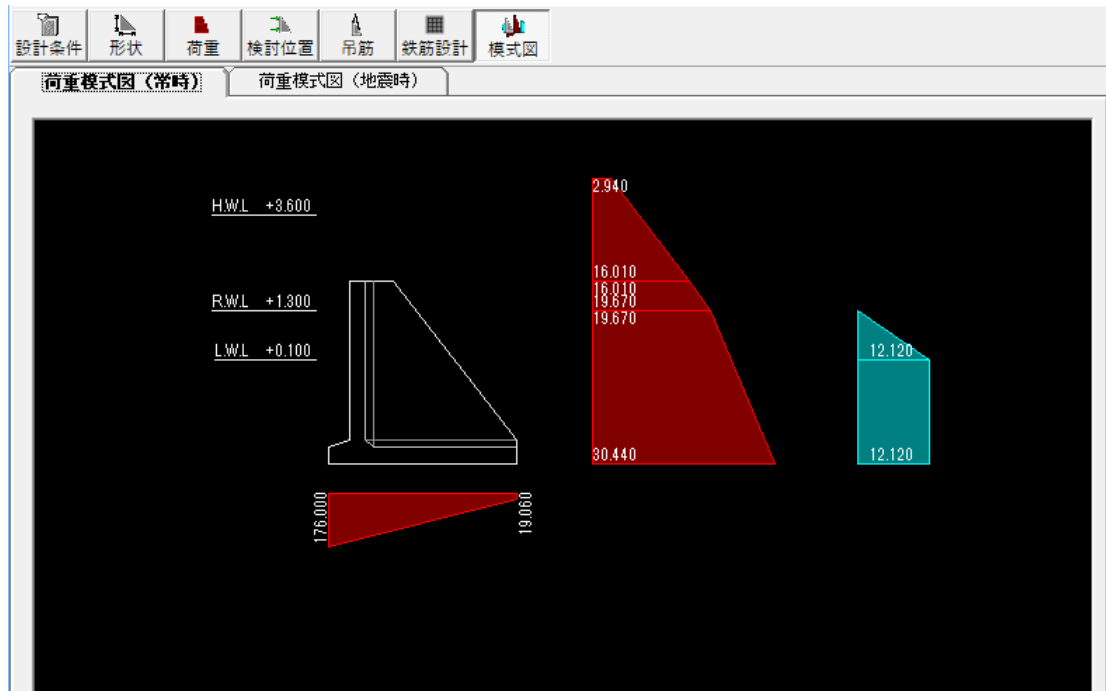 設計条件
形状
荷重
検討位置
吊筋
鉄筋設計
模式図
荷重模式図（常時）
荷重模式図（地震時）
H.W.L +3.600
R.W.L +1.300
L.W.L +0.100
176.000
19.060
2.940
16.010
16.010
19.670
19.670
30.440
12.120
12.120